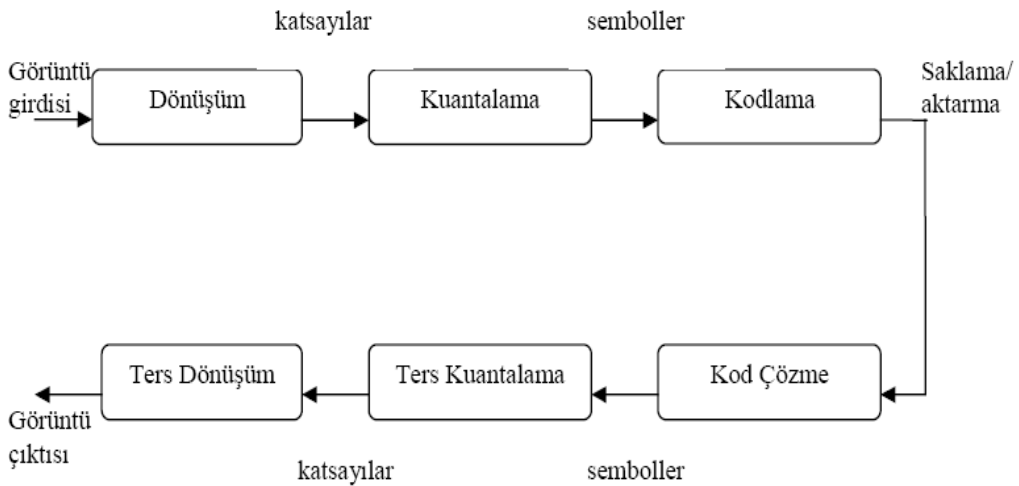 katsayılar
semboller
Görüntü
girdisi
Dönüşüm
Kuantalama
Kodlama
Saklama/
aktarma
Ters Dönüşüm
Ters Kuantalama
Kod Çözme
Görüntü
çıktısı
katsayılar
semboller